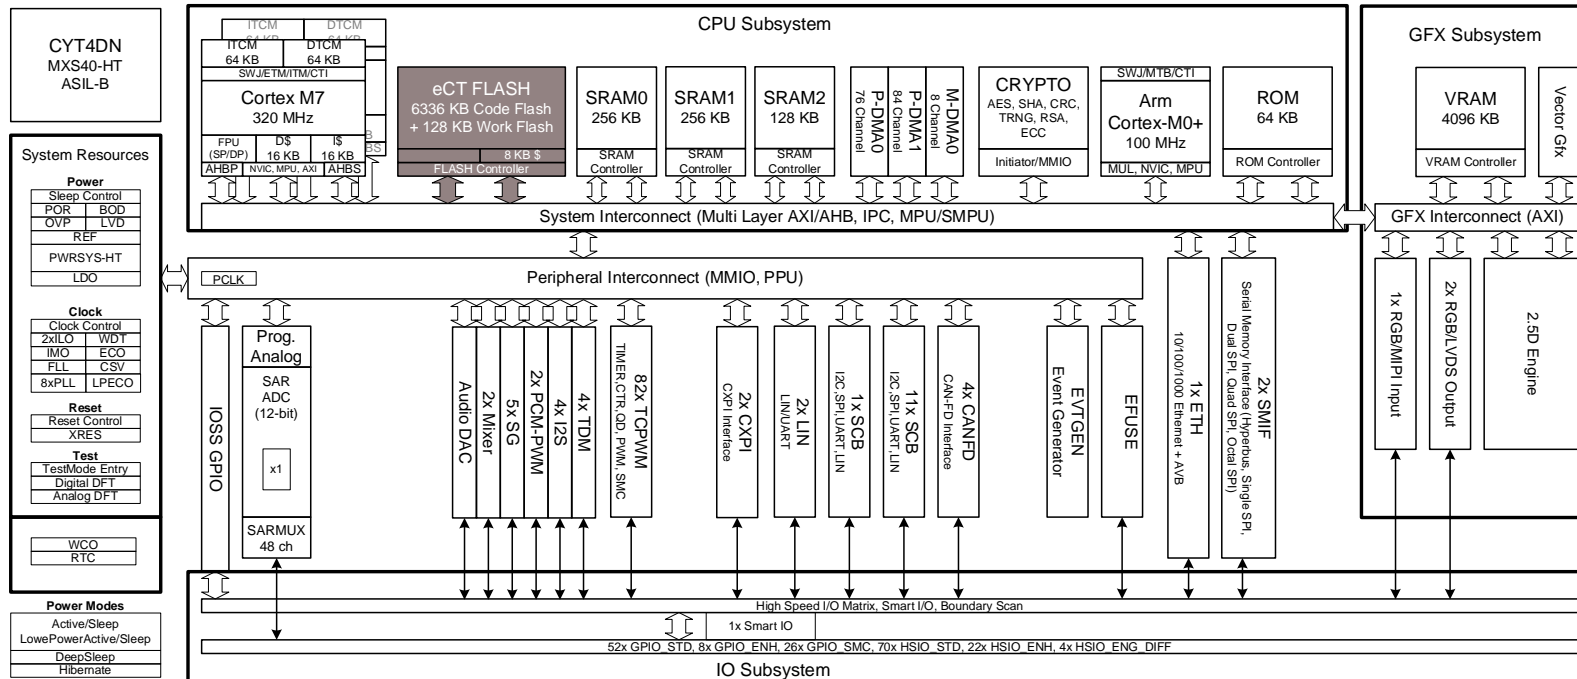 CYT4DN
MXS40-HT
ASIL-B
System Resources
Power
Sleep Control
POR BOD
OVP LVD
REF
PWRSYS-HT
LDO
Clock
Clock Control
2xILO WDT
IMO ECO
FLL CSV
8xPLL LPECO
Reset
Reset Control
XRES
Test
TestMode Entry
Digital DFT
Analog DFT
WCO
RTC
Power Modes
Active/Sleep
LowePowerActive/Sleep
DeepSleep
Hibernate
CPU Subsystem
ITCM DTCM
64 KB 64 KB
ITCM DTCM
64 KB 64 KB
SWJ/ETM/ITM/CTI
Cortex M7
320 MHz
FPU
(SP/DP)
D$
16 KB
I$
16 KB
AHBP
NVIC, MPU, AXI
AHBS
eCT FLASH
6336 KB Code Flash
+ 128 KB Work Flash
8 KB $
FLASH Controller
SRAM0
256 KB
SRAM
Controller
SRAM1
256 KB
SRAM
Controller
SRAM2
128 KB
SRAM
Controller
P-DMA0
76 Channel
P-DMA1
84 Channel
M-DMA0
8 Channel
CRYPTO
AES, SHA, CRC,
TRNG, RSA,
ECC
Initiator/MMIO
SWJ/MTB/CTI
Arm
Cortex-M0+
100 MHz
MUL, NVIC, MPU
ROM
64 KB
ROM Controller
System Interconnect (Multi Layer AXI/AHB, IPC, MPU/SMPU)
GFX Subsystem
VRAM
4096 KB
VRAM Controller
Vector Gfx
GFX Interconnect (AXI)
1x RGB/MIPI Input
2x RGB/LVDS Output
2.5D Engine
PCLK
Peripheral Interconnect (MMIO, PPU)
IOSS GPIO
Prog.
Analog
SAR
ADC
(12-bit)
x1
SARMUX
48 ch
Audio DAC
2x Mixer
5x SG
2x PCM-PWM
4x I2S
4x TDM
82x TCPWM
TIMER,CTR,QD, PWM, SMC
2x CXPI
CXPI Interface
2x LIN
LIN/UART
1x SCB
I2C,SPI,UART,LIN
11x SCB
I2C,SPI,UART,LIN
4x CANFD
CAN-FD Interface
EVTGEN
Event Generator
EFUSE
1x ETH
10/100/1000 Ethernet + AVB
2x SMIF
Serial Memory Interface (Hyperbus, Single SPI,
Dual SPI, Quad SPI, Octal SPI)
High Speed I/O Matrix, Smart I/O, Boundary Scan
1x Smart IO
52x GPIO_STD, 8x GPIO_ENH, 26x GPIO_SMC, 70x HSIO_STD, 22x HSIO_ENH, 4x HSIO_ENG_DIFF
IO Subsystem